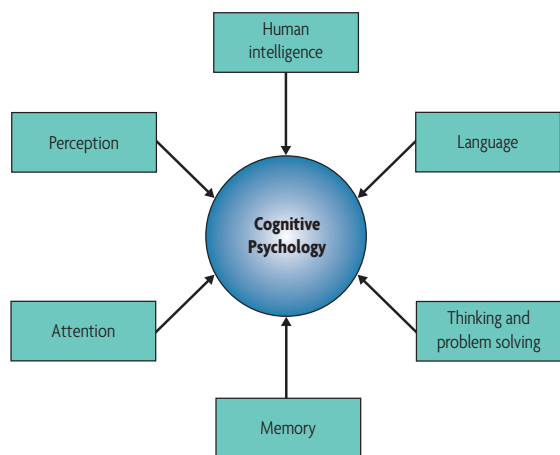 Human
intelligence
Perception
Language
Cognitive
Psychology
Attention
Thinking and
problem solving
Memory